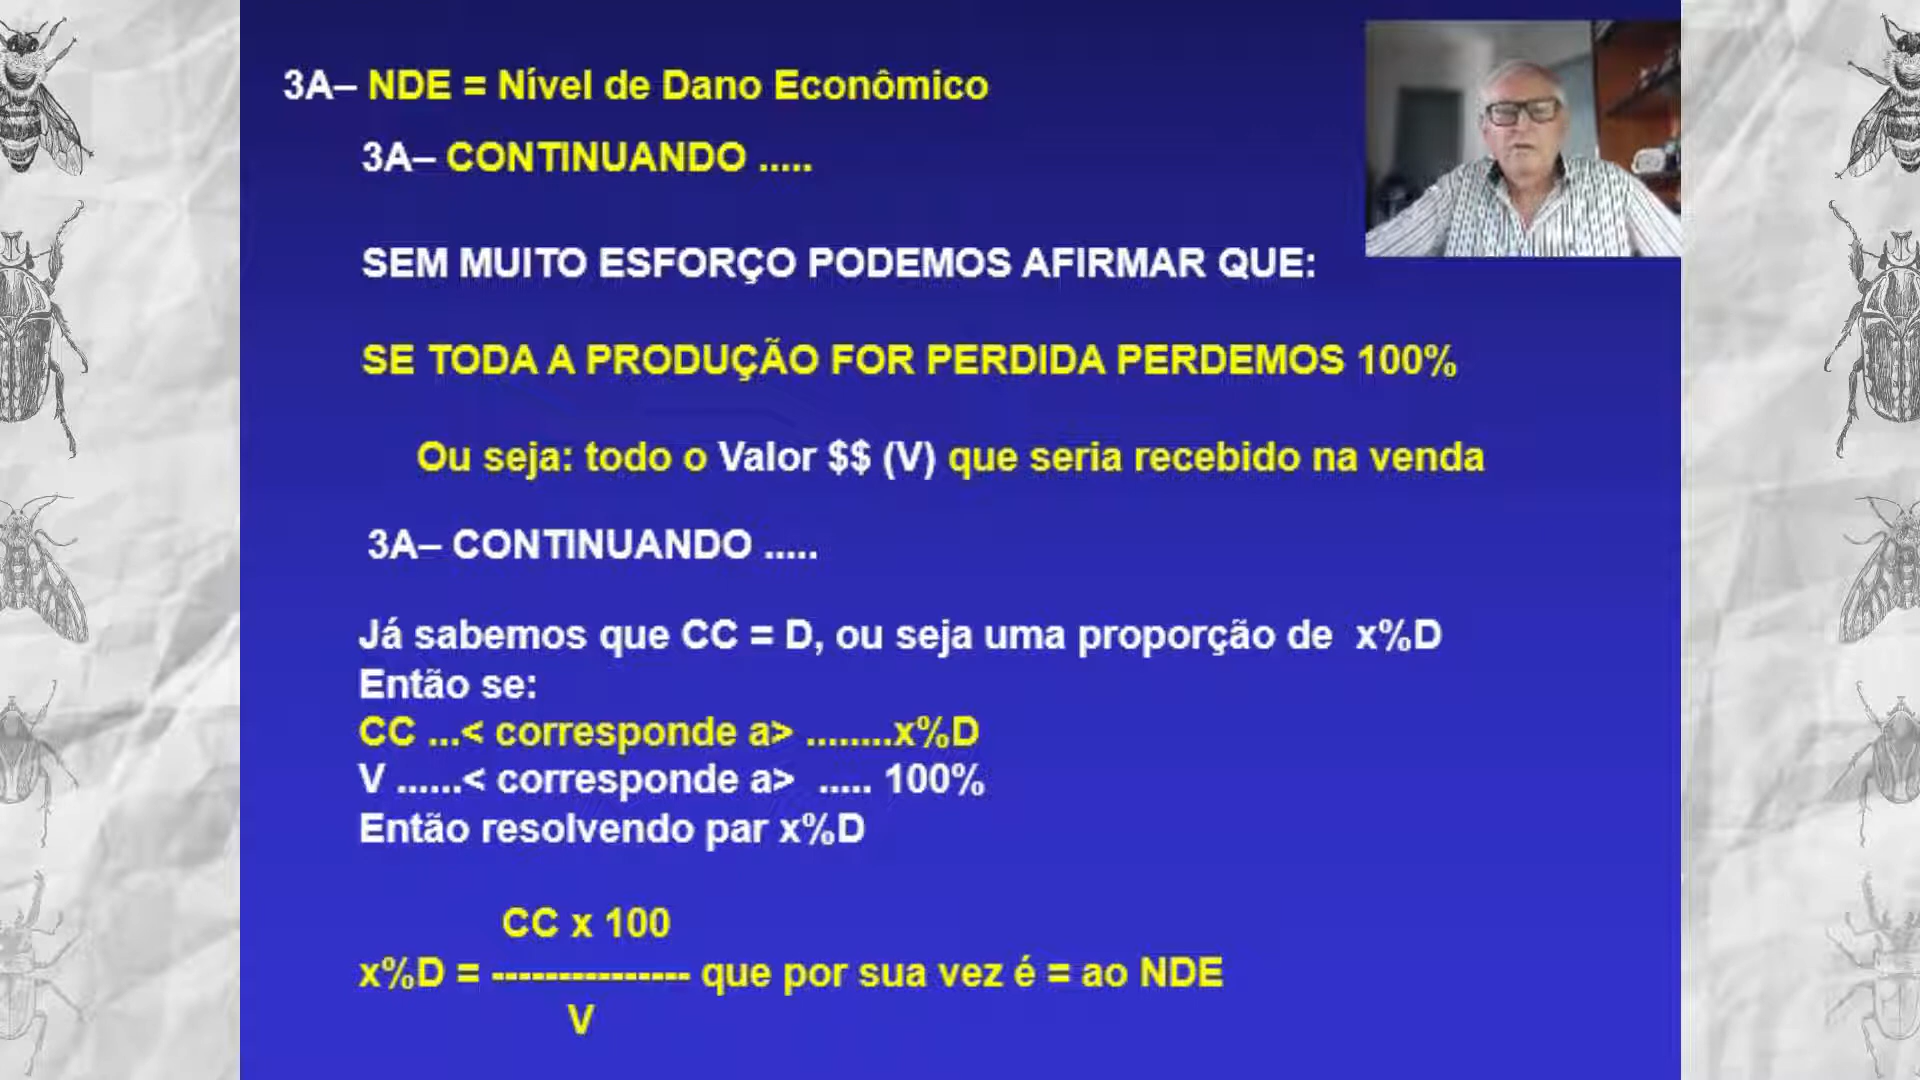 3A– NDE = Nível de Dano Econômico
3A– CONTINUANDO .....
SEM MUITO ESFORÇO PODEMOS AFIRMAR QUE:
SE TODA A PRODUÇÃO FOR PERDIDA PERDEMOS 100%
Ou seja: todo o Valor $$ (V) que seria recebido na venda
3A– CONTINUANDO .....
Já sabemos que CC = D, ou seja uma proporção de x%D
Então se:
CC ...< corresponde a> ........x%D
V ......< corresponde a> ..... 100%
Então resolvendo par x%D
CC x 100
x%D = --------------- que por sua vez é = ao NDE
V